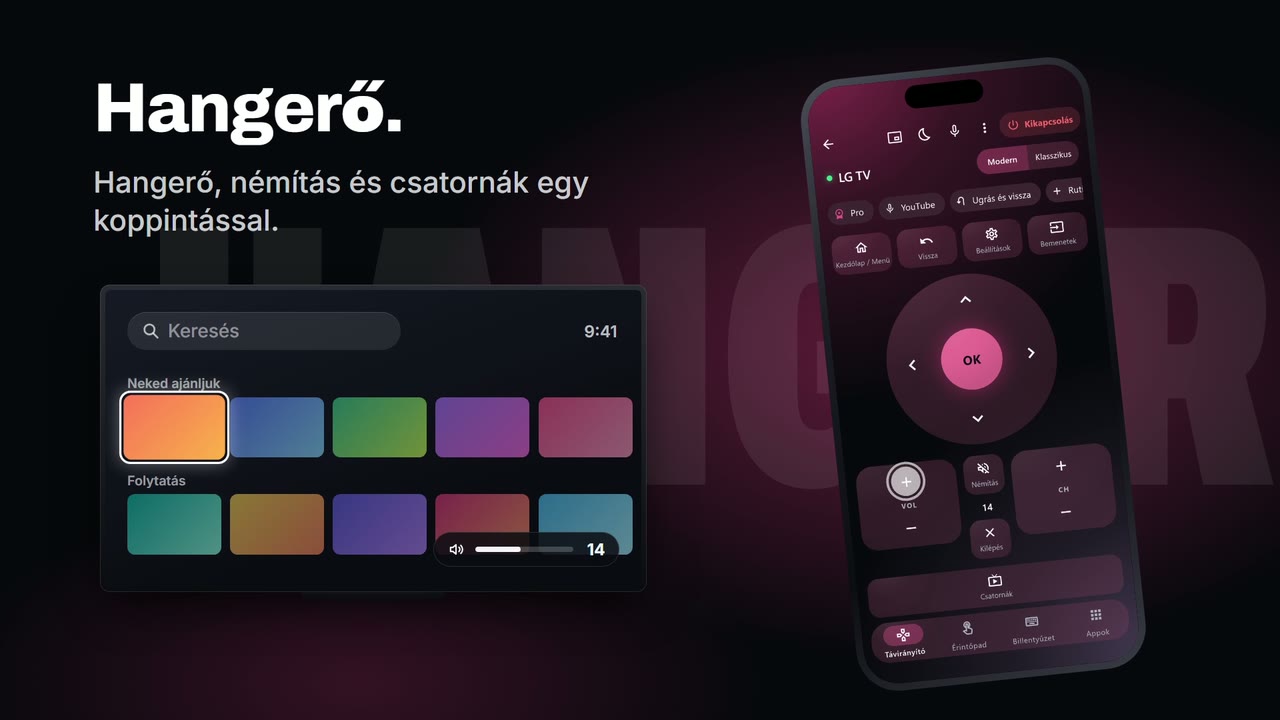 Hangerő.
Hangerő, némítás és csatornák egy
koppintással.
HANGER
Keresés
9:41
Neked ajánljuk
Folytatás
14
Kikapcsolás
LG TV
Modern
Klasszikus
Pro
YouTube
Ugrás és vissza
Kezdőlap / Menü
Vissza
Beállítások
Bemenetek
OK
+
VOL
−
Némítás
14
Kilépés
+
CH
−
Csatornák
Távirányító
Érintőpad
Billentyűzet
Appok